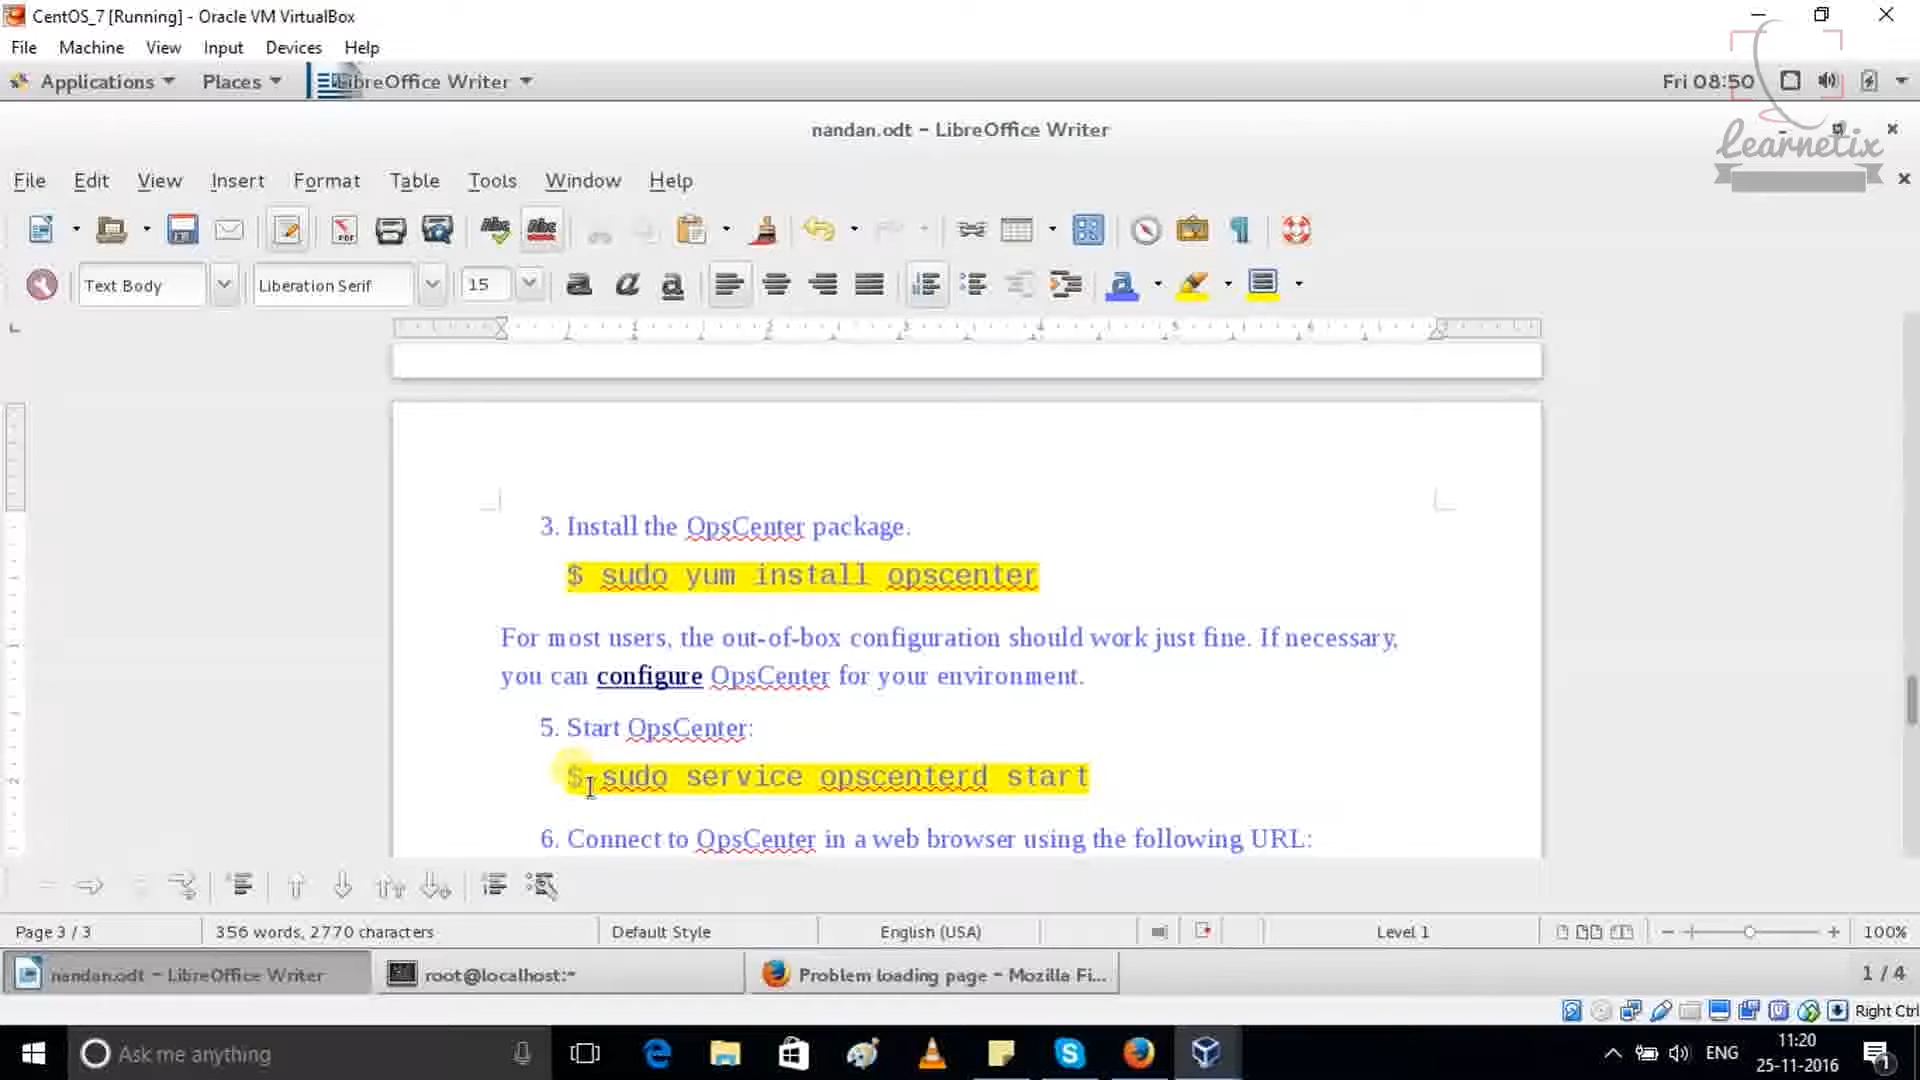 CentOS_7 [Running] - Oracle VM VirtualBox
File Machine View Input Devices Help
Applications Places LibreOffice Writer Fri 08:50
nandan.odt - LibreOffice Writer
Learnetix
File Edit View Insert Format Table Tools Window Help
Text Body Liberation Serif 15
3. Install the OpsCenter package.
$ sudo yum install opscenter
For most users, the out-of-box configuration should work just fine. If necessary,
you can configure OpsCenter for your environment.
5. Start OpsCenter:
$ sudo service opscenterd start
6. Connect to OpsCenter in a web browser using the following URL:
Page 3 / 3 356 words, 2770 characters Default Style English (USA) Level 1 100%
nandan.odt - LibreOffice Writer root@localhost:~ Problem loading page - Mozilla Fi... 1 / 4
Right Ctrl
Ask me anything ENG 11:20
25-11-2016